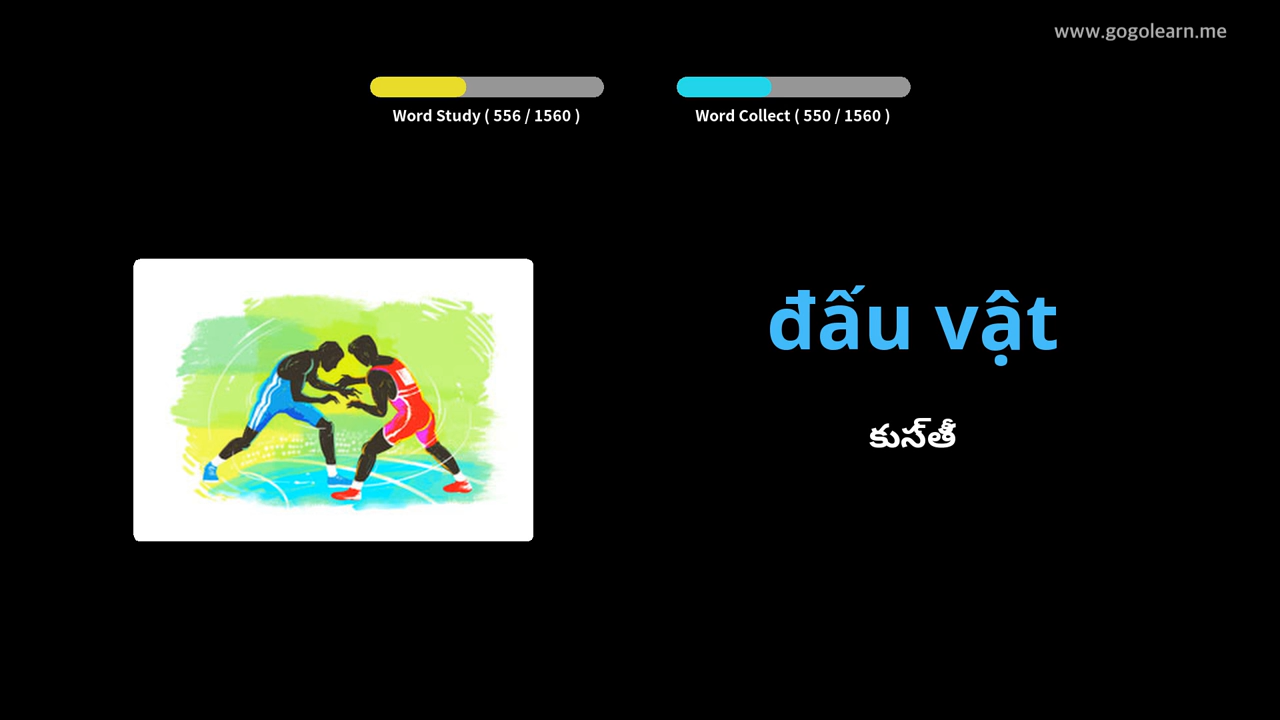 www.gogolearn.me
Word Study ( 556 / 1560 )
Word Collect ( 550 / 1560 )
đấu vật
కుస్తీ